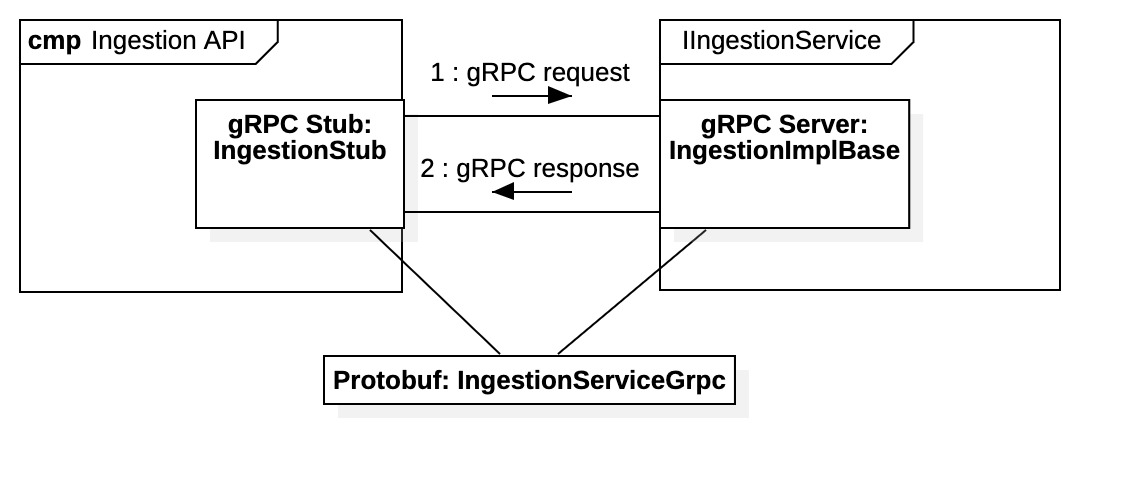 cmp Ingestion API
IIngestionService
1 : gRPC request
gRPC Stub:
IngestionStub
gRPC Server:
IngestionImplBase
2 : gRPC response
Protobuf: IngestionServiceGrpc